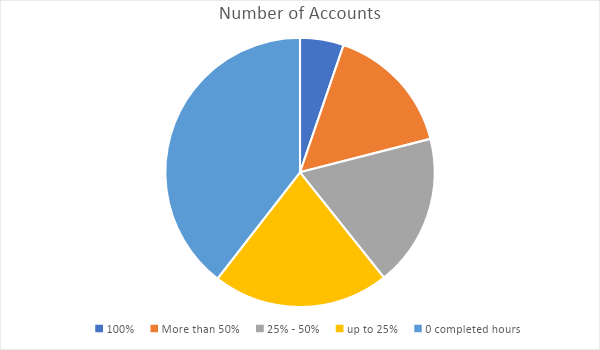 Number of Accounts
100% More than 50% 25% - 50% up to 25% 0 completed hours